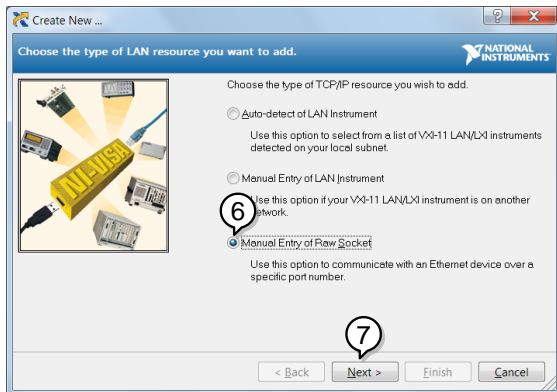 Create New ...
Choose the type of LAN resource you want to add.
NATIONAL
INSTRUMENTS
Choose the type of TCP/IP resource you wish to add.
Auto-detect of LAN Instrument
Use this option to select from a list of VXI-11 LAN/LXI instruments
detected on your local subnet.
Manual Entry of LAN Instrument
Use this option if your VXI-11 LAN/LXI instrument is on another
network.
6
Manual Entry of Raw Socket
Use this option to communicate with an Ethernet device over a
specific port number.
NI-VISA
7
< Back
Next >
Finish
Cancel